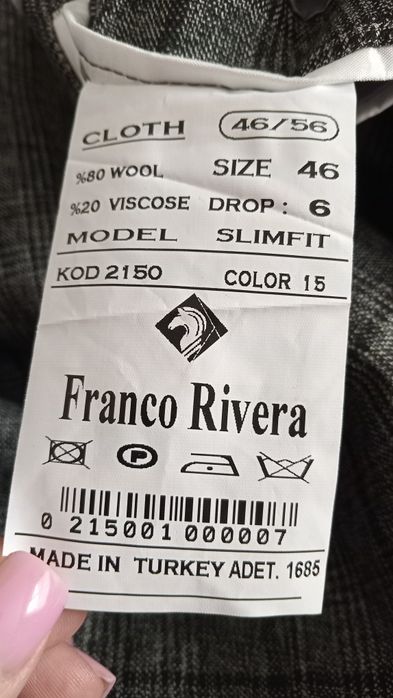 CLOTH 46/56
%80 WOOL SIZE 46
%20 VISCOSE DROP : 6
MODEL SLIMFIT
KOD 2150 COLOR 15
Franco Rivera
P
0 215001 000007
MADE IN TURKEY ADET. 1685